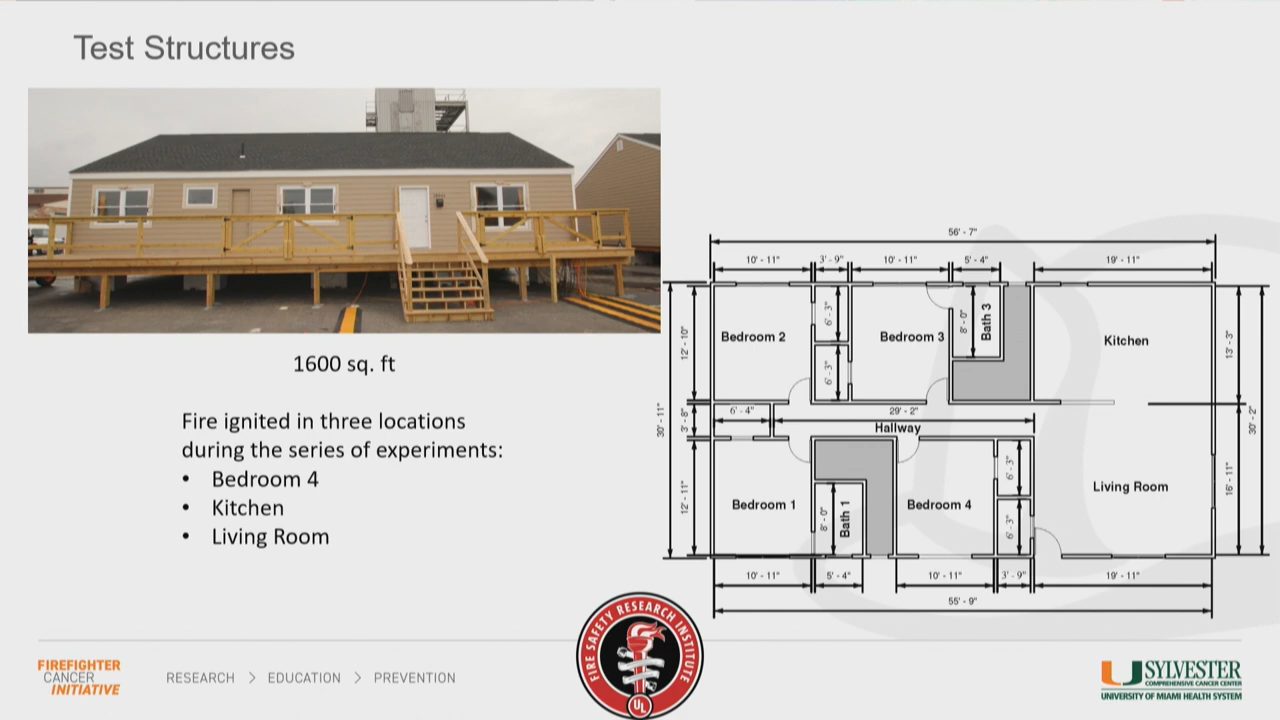 Test Structures
1600 sq. ft
Fire ignited in three locations
during the series of experiments:
• Bedroom 4
• Kitchen
• Living Room
56' - 7"
10' - 11"
3' - 9"
10' - 11"
5' - 4"
19' - 11"
30' - 11"
12' - 10"
3' - 8"
12' - 11"
Bedroom 2
6' - 3"
6' - 3"
Bedroom 3
8' - 0"
Bath 3
Kitchen
13' - 3"
30' - 2"
16' - 11"
6' - 4"
29' - 2"
Hallway
Bedroom 1
8' - 0"
Bath 1
Bedroom 4
6' - 3"
6' - 3"
Living Room
10' - 11"
5' - 4"
10' - 11"
3' - 9"
19' - 11"
55' - 9"
FIREFIGHTER
CANCER
INITIATIVE
RESEARCH > EDUCATION > PREVENTION
FIRE SAFETY RESEARCH INSTITUTE
UL
SYLVESTER
COMPREHENSIVE CANCER CENTER
UNIVERSITY OF MIAMI HEALTH SYSTEM